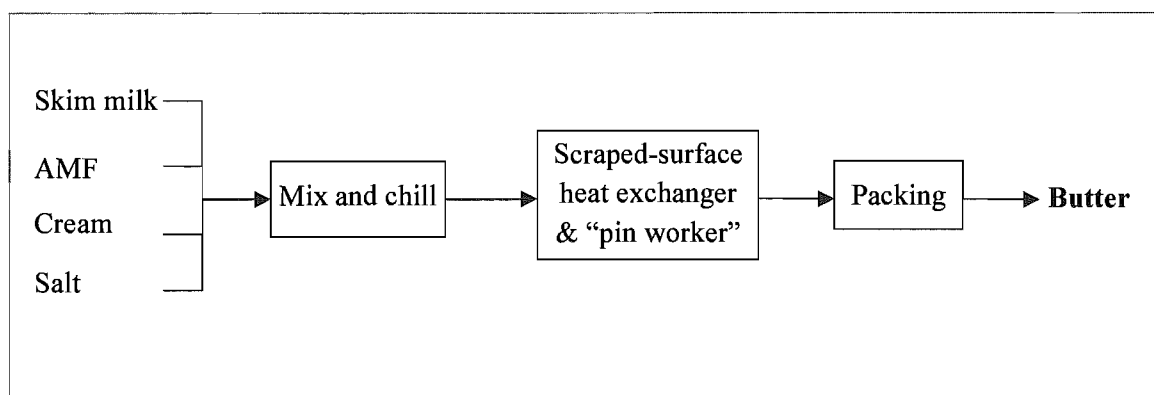 Skim milk
AMF
Cream
Salt
Mix and chill
Scraped-surface
heat exchanger
& “pin worker”
Packing
Butter